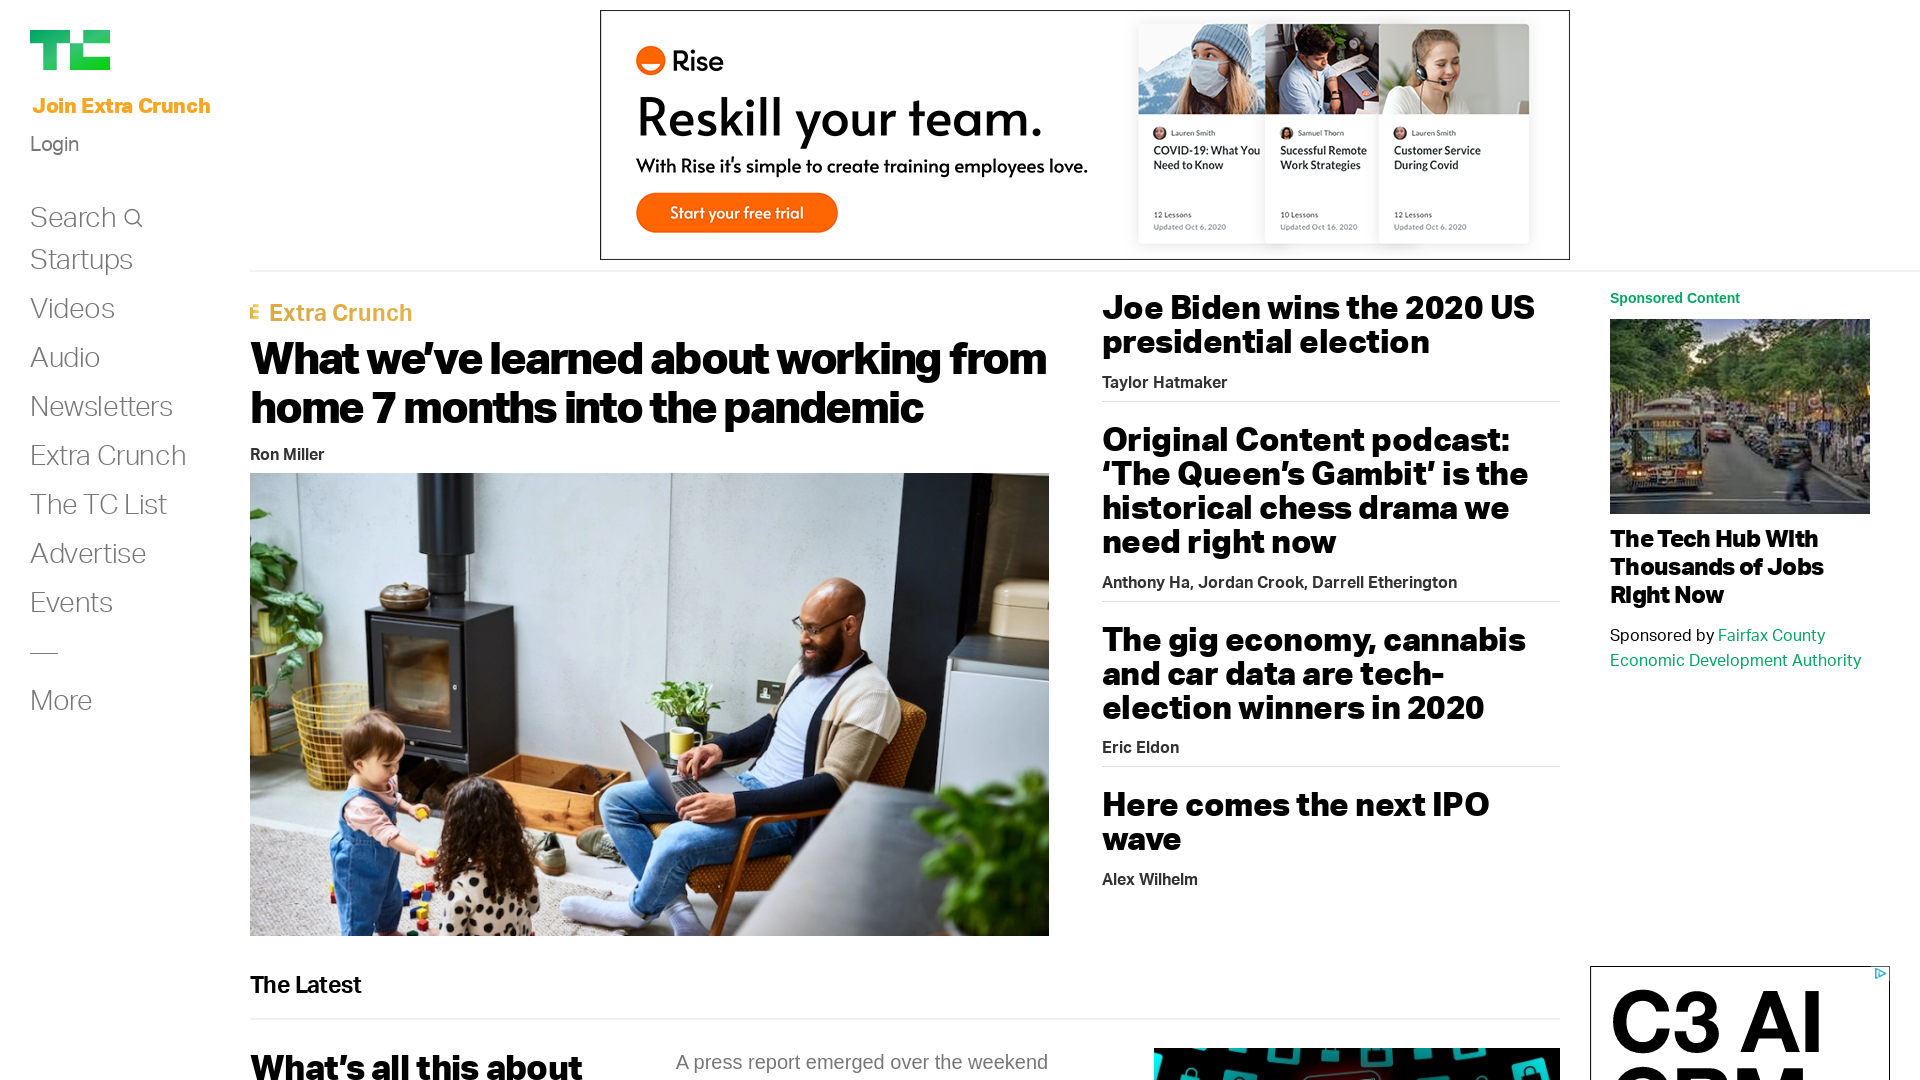 TC
Join Extra Crunch
Login
Search
Startups
Videos
Audio
Newsletters
Extra Crunch
The TC List
Advertise
Events
More
Rise
Reskill your team.
With Rise it's simple to create training employees love.
Start your free trial
Lauren Smith
COVID-19: What You
Need to Know
12 Lessons
Updated Oct 6, 2020
Samuel Thorn
Sucessful Remote
Work Strategies
10 Lessons
Updated Oct 16, 2020
Lauren Smith
Customer Service
During Covid
12 Lessons
Updated Oct 6, 2020
Extra Crunch
What we’ve learned about working from
home 7 months into the pandemic
Ron Miller
Joe Biden wins the 2020 US
presidential election
Taylor Hatmaker
Original Content podcast:
‘The Queen’s Gambit’ is the
historical chess drama we
need right now
Anthony Ha, Jordan Crook, Darrell Etherington
The gig economy, cannabis
and car data are tech-
election winners in 2020
Eric Eldon
Here comes the next IPO
wave
Alex Wilhelm
Sponsored Content
TROLLEY
The Tech Hub WIth
Thousands of Jobs
RIght Now
Sponsored by Fairfax County
Economic Development Authority
The Latest
What’s all this about
A press report emerged over the weekend
C3 AI
CRM